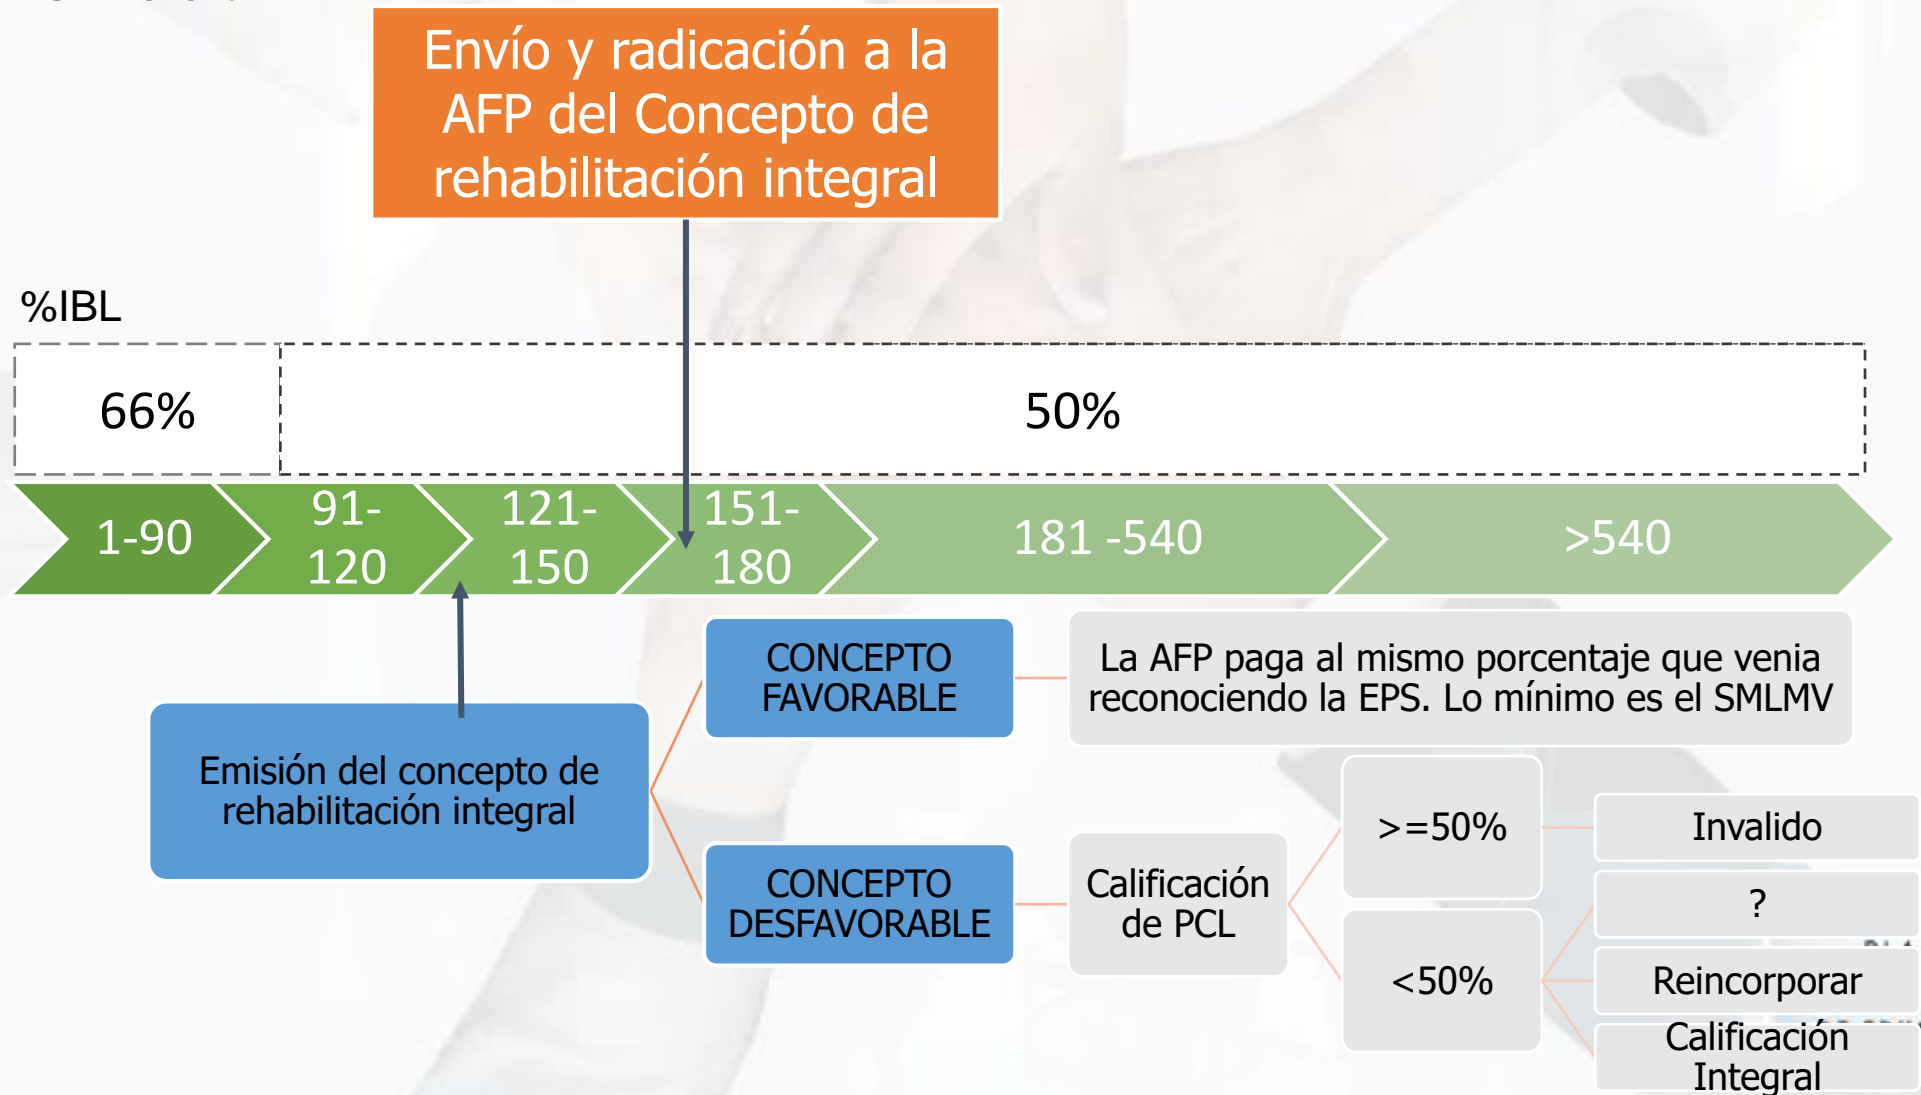 Envío y radicación a la
AFP del Concepto de
rehabilitación integral
%IBL
66%
50%
1-90
91-
120
121-
150
151-
180
181 -540
>540
CONCEPTO
FAVORABLE
La AFP paga al mismo porcentaje que venia
reconociendo la EPS. Lo mínimo es el SMLMV
Emisión del concepto de
rehabilitación integral
CONCEPTO
DESFAVORABLE
Calificación
de PCL
>=50%
Invalido
?
<50%
Reincorporar
Calificación
Integral